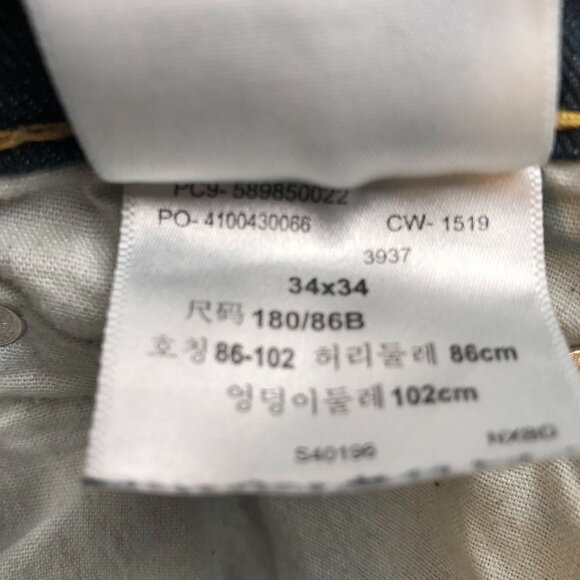 PC9- 589850022
PO- 4100430066 CW- 1519
3937
34x34
尺码 180/86B
호칭 86-102 허리둘레 86cm
엉덩이둘레 102cm
S40196